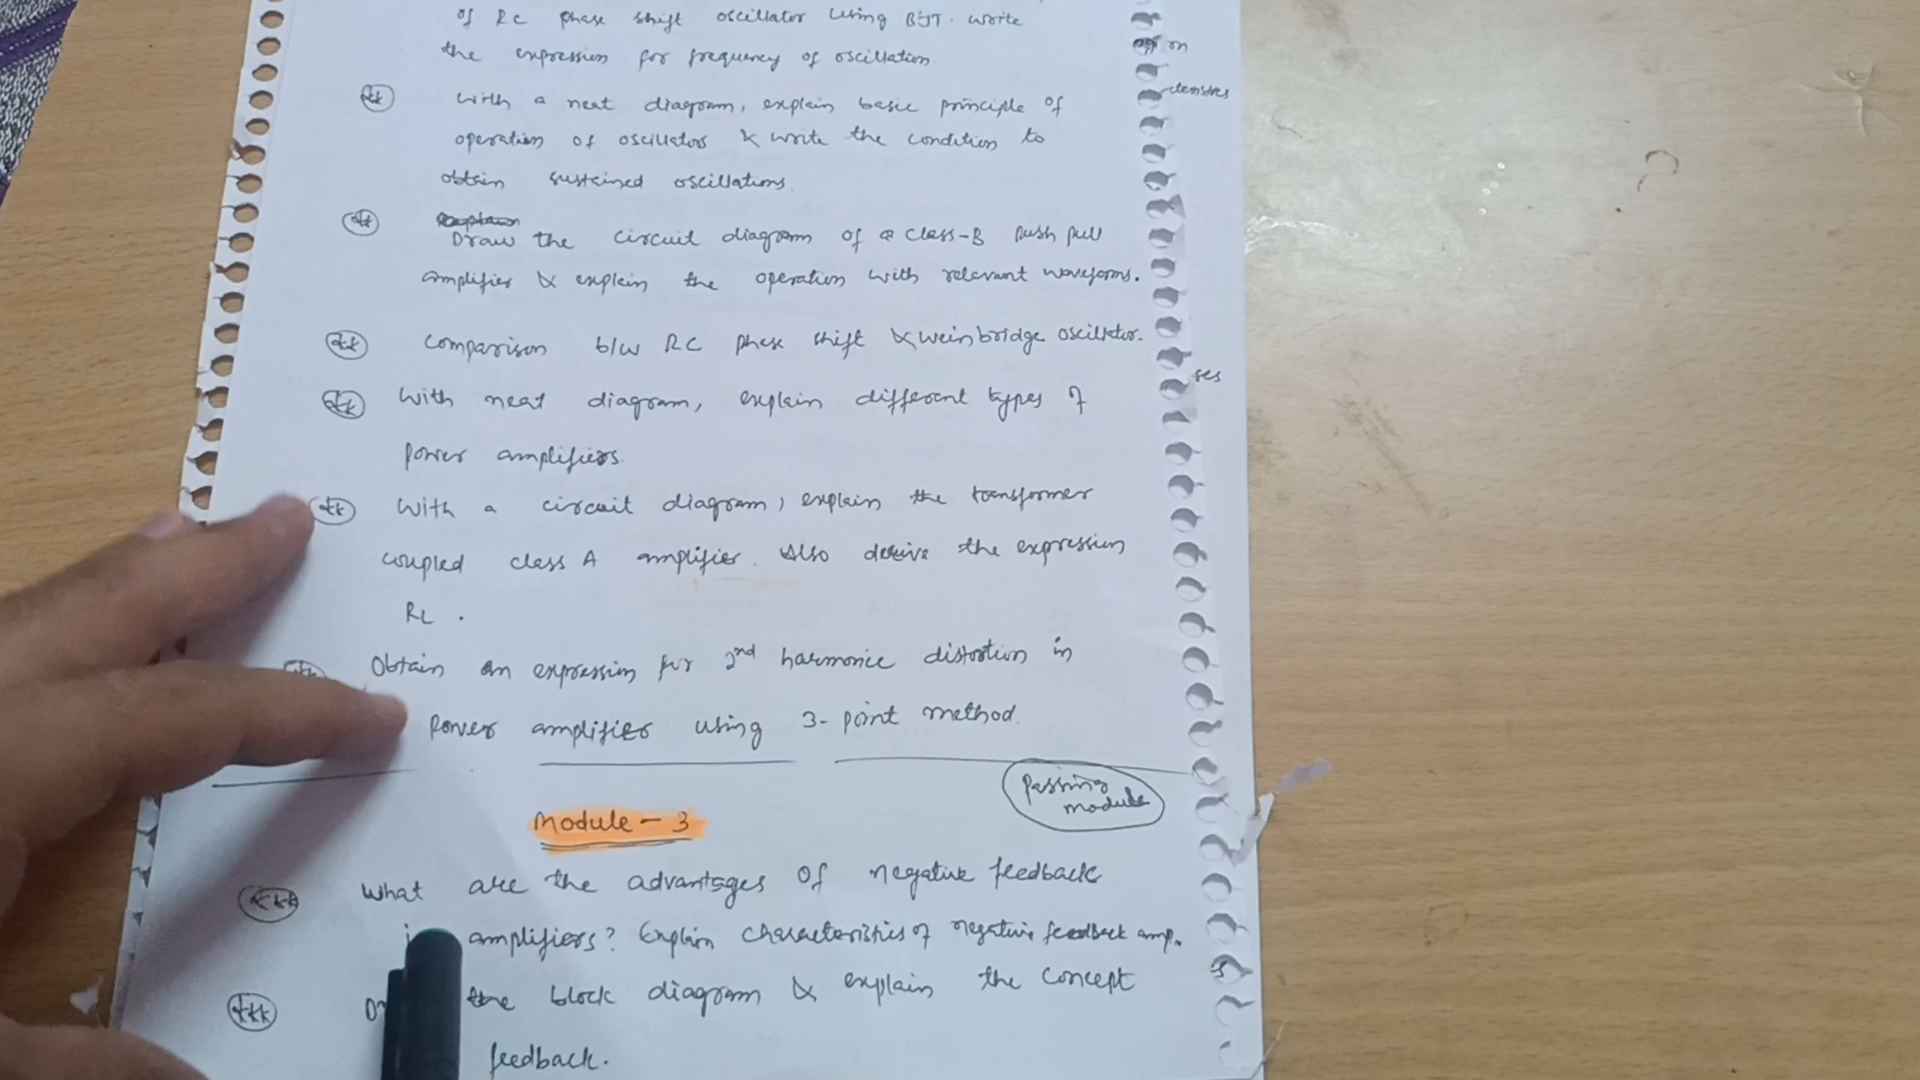 of RC phase shift oscillator using BJT. write
the expression for frequency of oscillation.
** With a neat diagram, explain basic principle of
operation of oscillators & write the condition to
obtain sustained oscillations.
** Draw the circuit diagram of a class-B push pull
amplifier & explain the operation with relevant waveforms.
** comparison b/w RC phase shift & weinbridge oscillator.
** With neat diagram, explain different types of
power amplifiers.
** With a circuit diagram, explain the transformer
coupled class A amplifier. Also derive the expression
RL.
Obtain an expression for 2nd harmonic distortion in
power amplifier using 3-point method.
Passing
module
Module - 3
*** What are the advantages of negative feedback
amplifiers? Explain characteristics of negative feedback amp.
*** the block diagram & explain the concept
feedback.
on
ses